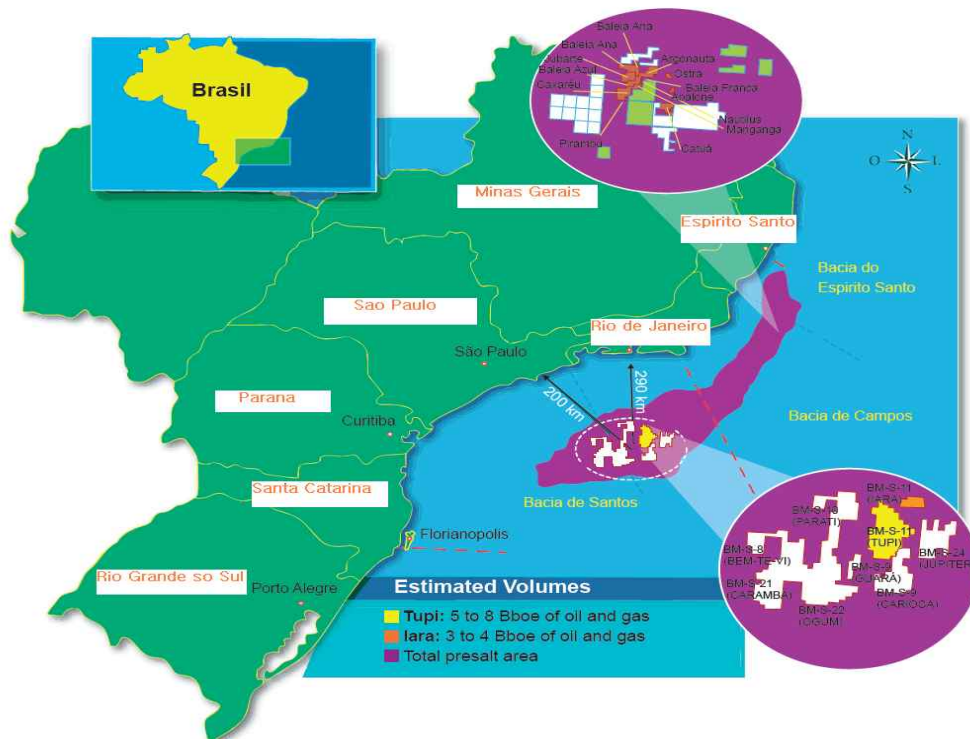 Brasil
Baleia Ana
Baleia Ana
Jubarte
Baleia Azul
Caxaréu
Argonauta
Ostra
Baleia Franca
Abalone
Nautilus
Manganga
Pirambu
Catuá
N
O
L
S
Minas Gerais
Espirito Santo
Bacia do
Espirito Santo
Sao Paulo
Rio de Janeiro
São Paulo
200 km
290 km
Parana
Curitiba
Bacia de Campos
Santa Catarina
Bacia de Santos
Florianopolis
Rio Grande so Sul
Porto Alegre
BM-S-11
(IARA)
BM-S-10
(PARATI)
BM-S-11
(TUPI)
BM-S-8
(BEM-TE-VI)
BM-S-24
(JUPITER)
BM-S-9
(GUARÁ)
BM-S-21
(CARAMBA)
BM-S-9
(CARIOCA)
BM-S-22
(OGUM)
Estimated Volumes
Tupi: 5 to 8 Bboe of oil and gas
Iara: 3 to 4 Bboe of oil and gas
Total presalt area